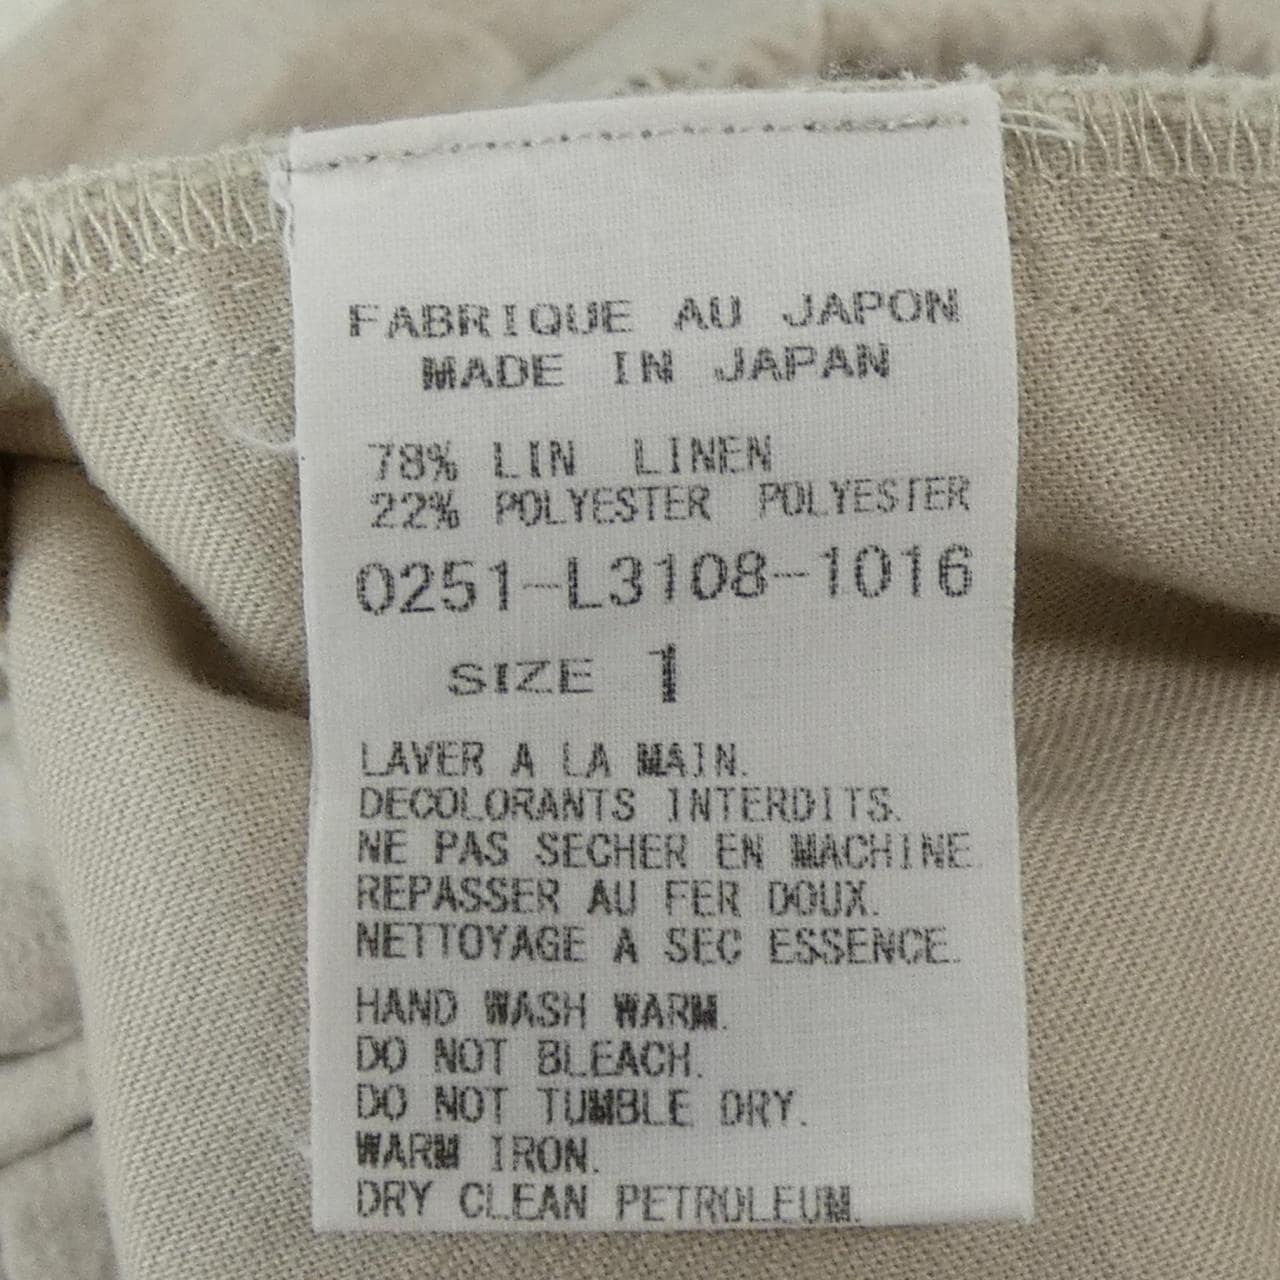 FABRIQUE AU JAPON
MADE IN JAPAN
78% LIN LINEN
22% POLYESTER POLYESTER
0251-L3108-1016
SIZE 1
LAVER A LA MAIN.
DECOLORANTS INTERDITS.
NE PAS SECHER EN MACHINE.
REPASSER AU FER DOUX.
NETTOYAGE A SEC ESSENCE.
HAND WASH WARM.
DO NOT BLEACH.
DO NOT TUMBLE DRY.
WARM IRON.
DRY CLEAN PETROLEUM.